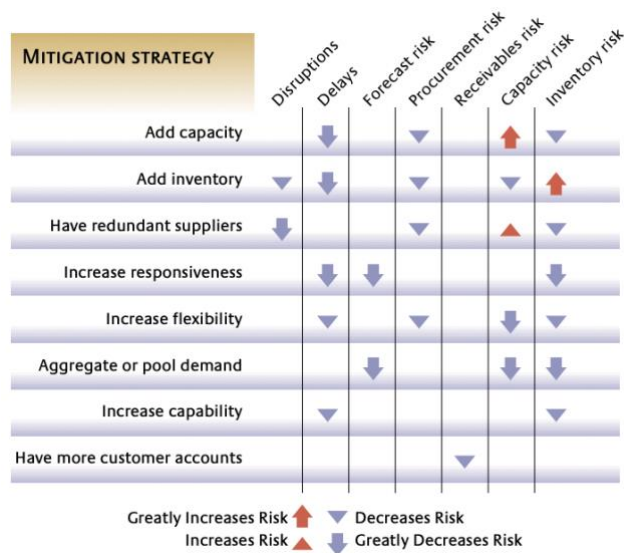 MITIGATION STRATEGY
Disruptions
Delays
Forecast risk
Procurement risk
Receivables risk
Capacity risk
Inventory risk
Add capacity
Add inventory
Have redundant suppliers
Increase responsiveness
Increase flexibility
Aggregate or pool demand
Increase capability
Have more customer accounts
Greatly Increases Risk Decreases Risk
Increases Risk Greatly Decreases Risk